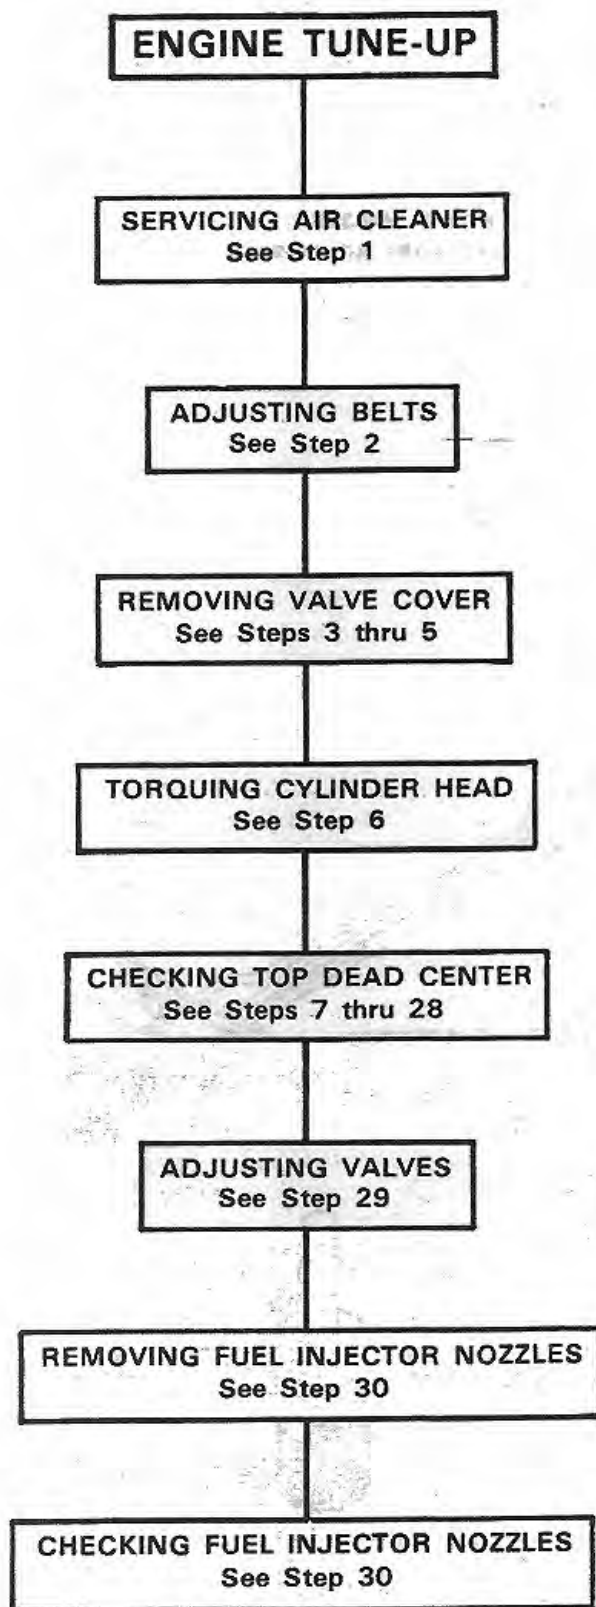 ENGINE TUNE-UP
SERVICING AIR CLEANER
See Step 1
ADJUSTING BELTS
See Step 2
REMOVING VALVE COVER
See Steps 3 thru 5
TORQUING CYLINDER HEAD
See Step 6
CHECKING TOP DEAD CENTER
See Steps 7 thru 28
ADJUSTING VALVES
See Step 29
REMOVING FUEL INJECTOR NOZZLES
See Step 30
CHECKING FUEL INJECTOR NOZZLES
See Step 30